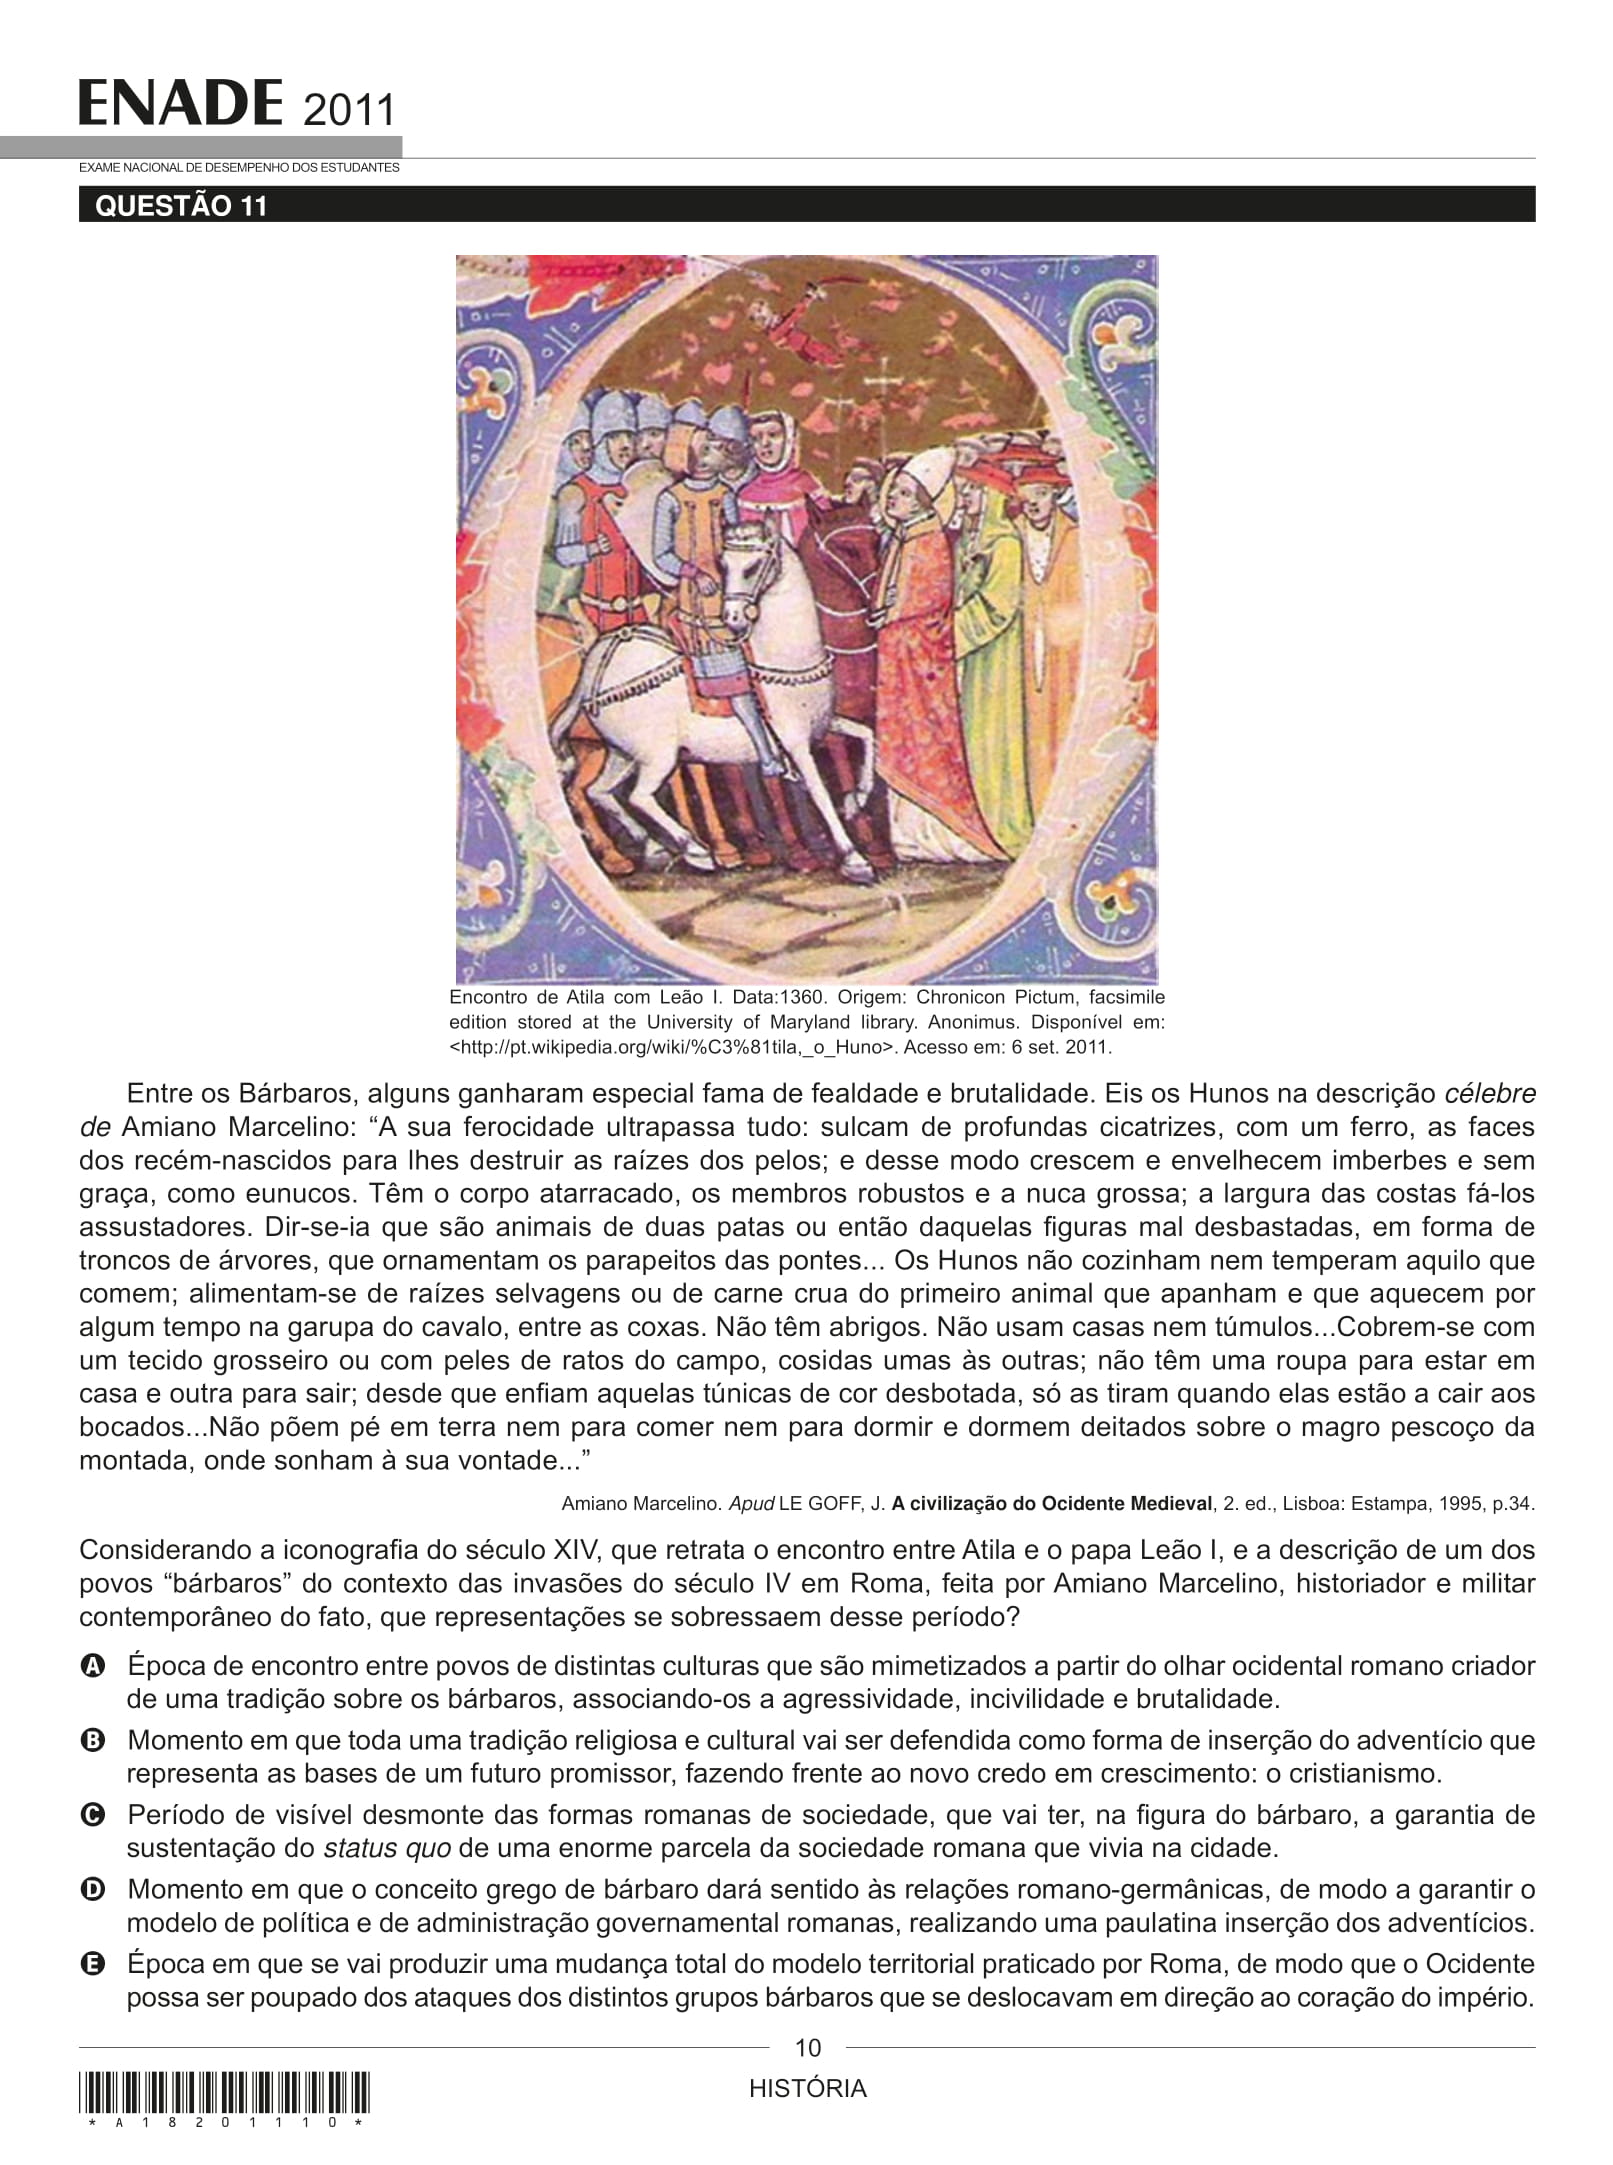 ENADE 2011
EXAME NACIONAL DE DESEMPENHO DOS ESTUDANTES
QUESTÃO 11
Encontro de Atila com Leão I. Data:1360. Origem: Chronicon Pictum, facsimile
edition stored at the University of Maryland library. Anonimus. Disponível em:
<http://pt.wikipedia.org/wiki/%C3%81tila,_o_Huno>. Acesso em: 6 set. 2011.
Entre os Bárbaros, alguns ganharam especial fama de fealdade e brutalidade. Eis os Hunos na descrição célebre
de Amiano Marcelino: “A sua ferocidade ultrapassa tudo: sulcam de profundas cicatrizes, com um ferro, as faces
dos recém-nascidos para lhes destruir as raízes dos pelos; e desse modo crescem e envelhecem imberbes e sem
graça, como eunucos. Têm o corpo atarracado, os membros robustos e a nuca grossa; a largura das costas fá-los
assustadores. Dir-se-ia que são animais de duas patas ou então daquelas figuras mal desbastadas, em forma de
troncos de árvores, que ornamentam os parapeitos das pontes... Os Hunos não cozinham nem temperam aquilo que
comem; alimentam-se de raízes selvagens ou de carne crua do primeiro animal que apanham e que aquecem por
algum tempo na garupa do cavalo, entre as coxas. Não têm abrigos. Não usam casas nem túmulos...Cobrem-se com
um tecido grosseiro ou com peles de ratos do campo, cosidas umas às outras; não têm uma roupa para estar em
casa e outra para sair; desde que enfiam aquelas túnicas de cor desbotada, só as tiram quando elas estão a cair aos
bocados...Não põem pé em terra nem para comer nem para dormir e dormem deitados sobre o magro pescoço da
montada, onde sonham à sua vontade...”
Amiano Marcelino. Apud LE GOFF, J. A civilização do Ocidente Medieval, 2. ed., Lisboa: Estampa, 1995, p.34.
Considerando a iconografia do século XIV, que retrata o encontro entre Atila e o papa Leão I, e a descrição de um dos
povos “bárbaros” do contexto das invasões do século IV em Roma, feita por Amiano Marcelino, historiador e militar
contemporâneo do fato, que representações se sobressaem desse período?
A Época de encontro entre povos de distintas culturas que são mimetizados a partir do olhar ocidental romano criador
de uma tradição sobre os bárbaros, associando-os a agressividade, incivilidade e brutalidade.
B Momento em que toda uma tradição religiosa e cultural vai ser defendida como forma de inserção do adventício que
representa as bases de um futuro promissor, fazendo frente ao novo credo em crescimento: o cristianismo.
C Período de visível desmonte das formas romanas de sociedade, que vai ter, na figura do bárbaro, a garantia de
sustentação do status quo de uma enorme parcela da sociedade romana que vivia na cidade.
D Momento em que o conceito grego de bárbaro dará sentido às relações romano-germânicas, de modo a garantir o
modelo de política e de administração governamental romanas, realizando uma paulatina inserção dos adventícios.
E Época em que se vai produzir uma mudança total do modelo territorial praticado por Roma, de modo que o Ocidente
possa ser poupado dos ataques dos distintos grupos bárbaros que se deslocavam em direção ao coração do império.
10
HISTÓRIA
* A 1 8 2 0 1 1 1 0 *